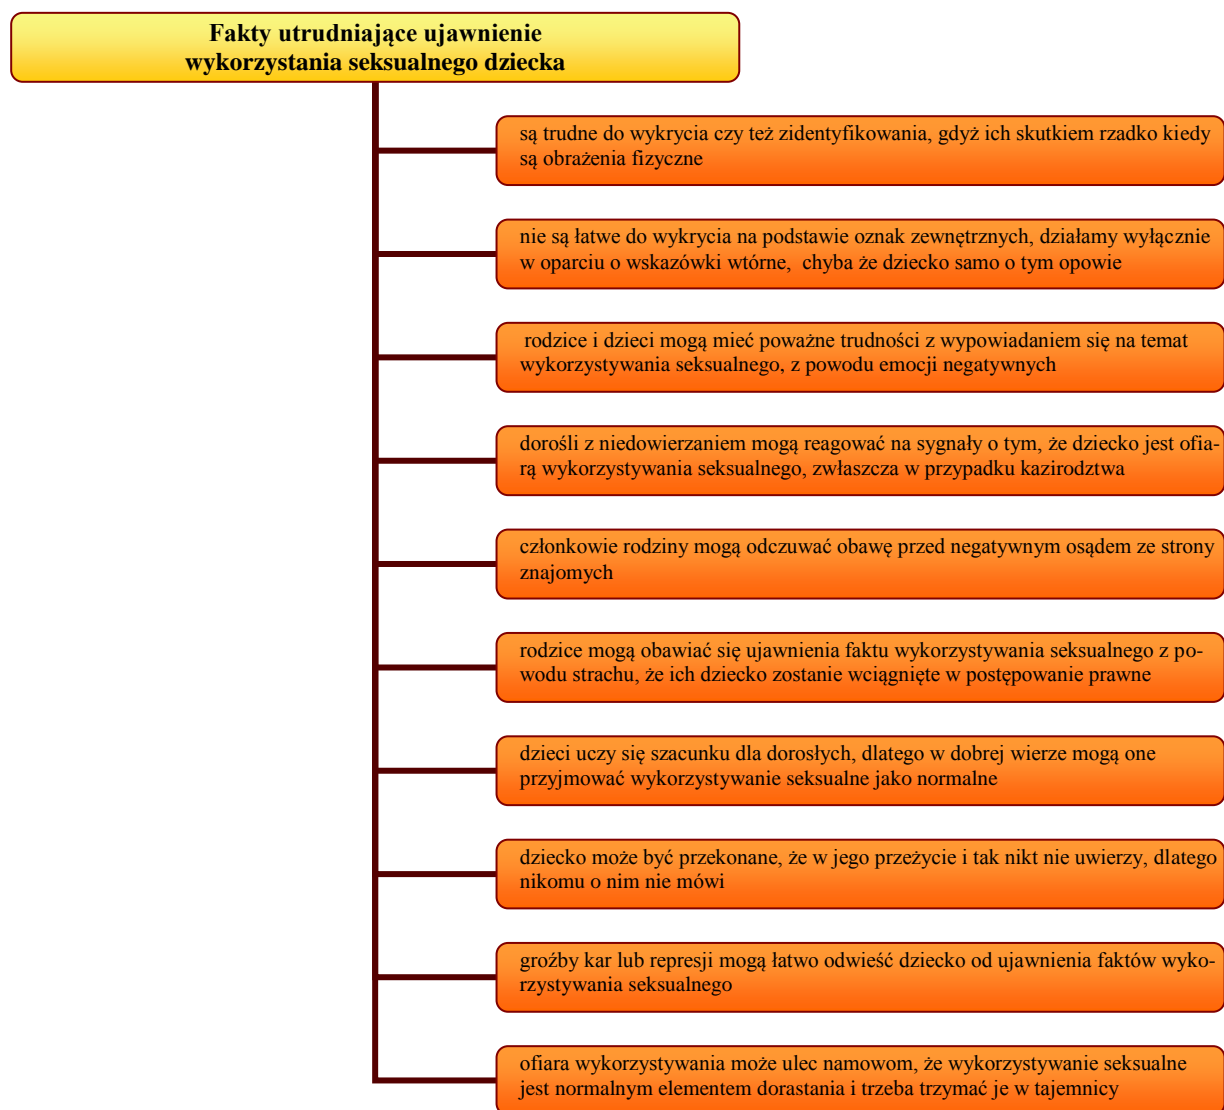 Fakty utrudniające ujawnienie
wykorzystania seksualnego dziecka
są trudne do wykrycia czy też zidentyfikowania, gdyż ich skutkiem rzadko kiedy
są obrażenia fizyczne
nie są łatwe do wykrycia na podstawie oznak zewnętrznych, działamy wyłącznie
w oparciu o wskazówki wtórne, chyba że dziecko samo o tym opowie
rodzice i dzieci mogą mieć poważne trudności z wypowiadaniem się na temat
wykorzystywania seksualnego, z powodu emocji negatywnych
dorośli z niedowierzaniem mogą reagować na sygnały o tym, że dziecko jest ofia-
rą wykorzystywania seksualnego, zwłaszcza w przypadku kazirodztwa
członkowie rodziny mogą odczuwać obawę przed negatywnym osądem ze strony
znajomych
rodzice mogą obawiać się ujawnienia faktu wykorzystywania seksualnego z po-
wodu strachu, że ich dziecko zostanie wciągnięte w postępowanie prawne
dzieci uczy się szacunku dla dorosłych, dlatego w dobrej wierze mogą one
przyjmować wykorzystywanie seksualne jako normalne
dziecko może być przekonane, że w jego przeżycie i tak nikt nie uwierzy, dlatego
nikomu o nim nie mówi
groźby kar lub represji mogą łatwo odwieść dziecko od ujawnienia faktów wyko-
rzystywania seksualnego
ofiara wykorzystywania może ulec namowom, że wykorzystywanie seksualne
jest normalnym elementem dorastania i trzeba trzymać je w tajemnicy